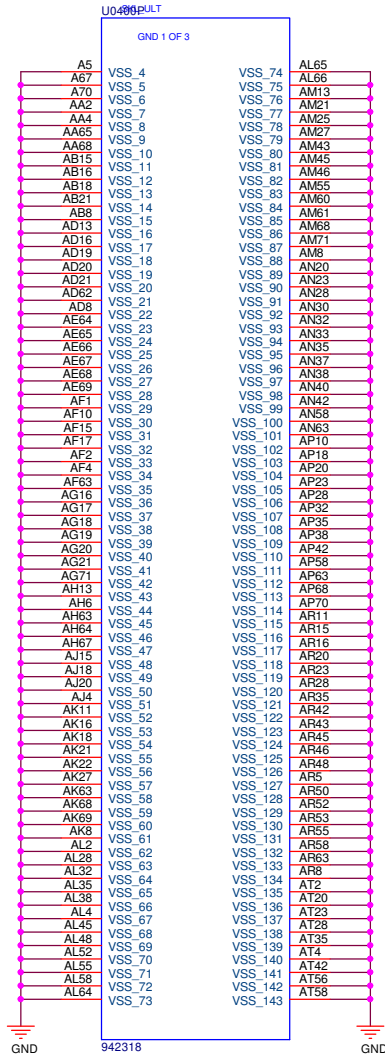 U0400P
SKL_ULT
GND 1 OF 3
A5 VSS_4 VSS_74 AL65
A67 VSS_5 VSS_75 AL66
A70 VSS_6 VSS_76 AM13
AA2 VSS_7 VSS_77 AM21
AA4 VSS_8 VSS_78 AM25
AA65 VSS_9 VSS_79 AM27
AA68 VSS_10 VSS_80 AM43
AB15 VSS_11 VSS_81 AM45
AB16 VSS_12 VSS_82 AM46
AB18 VSS_13 VSS_83 AM55
AB21 VSS_14 VSS_84 AM60
AB8 VSS_15 VSS_85 AM61
AD13 VSS_16 VSS_86 AM68
AD16 VSS_17 VSS_87 AM71
AD19 VSS_18 VSS_88 AM8
AD20 VSS_19 VSS_89 AN20
AD21 VSS_20 VSS_90 AN23
AD62 VSS_21 VSS_91 AN28
AD8 VSS_22 VSS_92 AN30
AE64 VSS_23 VSS_93 AN32
AE65 VSS_24 VSS_94 AN33
AE66 VSS_25 VSS_95 AN35
AE67 VSS_26 VSS_96 AN37
AE68 VSS_27 VSS_97 AN38
AE69 VSS_28 VSS_98 AN40
AF1 VSS_29 VSS_99 AN42
AF10 VSS_30 VSS_100 AN58
AF15 VSS_31 VSS_101 AN63
AF17 VSS_32 VSS_102 AP10
AF2 VSS_33 VSS_103 AP18
AF4 VSS_34 VSS_104 AP20
AF63 VSS_35 VSS_105 AP23
AG16 VSS_36 VSS_106 AP28
AG17 VSS_37 VSS_107 AP32
AG18 VSS_38 VSS_108 AP35
AG19 VSS_39 VSS_109 AP38
AG20 VSS_40 VSS_110 AP42
AG21 VSS_41 VSS_111 AP58
AG71 VSS_42 VSS_112 AP63
AH13 VSS_43 VSS_113 AP68
AH6 VSS_44 VSS_114 AP70
AH63 VSS_45 VSS_115 AR11
AH64 VSS_46 VSS_116 AR15
AH67 VSS_47 VSS_117 AR16
AJ15 VSS_48 VSS_118 AR20
AJ18 VSS_49 VSS_119 AR23
AJ20 VSS_50 VSS_120 AR28
AJ4 VSS_51 VSS_121 AR35
AK11 VSS_52 VSS_122 AR42
AK16 VSS_53 VSS_123 AR43
AK18 VSS_54 VSS_124 AR45
AK21 VSS_55 VSS_125 AR46
AK22 VSS_56 VSS_126 AR48
AK27 VSS_57 VSS_127 AR5
AK63 VSS_58 VSS_128 AR50
AK68 VSS_59 VSS_129 AR52
AK69 VSS_60 VSS_130 AR53
AK8 VSS_61 VSS_131 AR55
AL2 VSS_62 VSS_132 AR58
AL28 VSS_63 VSS_133 AR63
AL32 VSS_64 VSS_134 AR8
AL35 VSS_65 VSS_135 AT2
AL38 VSS_66 VSS_136 AT20
AL4 VSS_67 VSS_137 AT23
AL45 VSS_68 VSS_138 AT28
AL48 VSS_69 VSS_139 AT35
AL52 VSS_70 VSS_140 AT4
AL55 VSS_71 VSS_141 AT42
AL58 VSS_72 VSS_142 AT56
AL64 VSS_73 VSS_143 AT58
942318
GND GND